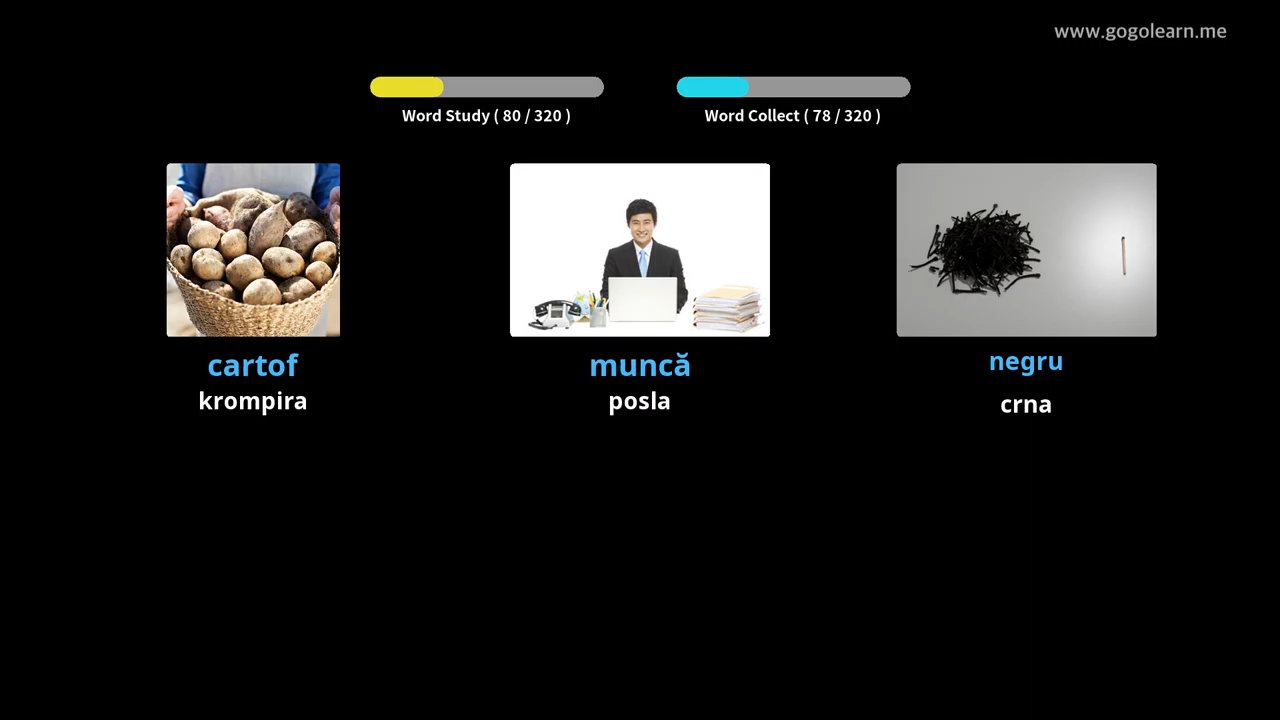 www.gogolearn.me
Word Study ( 80 / 320 )
Word Collect ( 78 / 320 )
cartof
krompira
muncă
posla
negru
crna